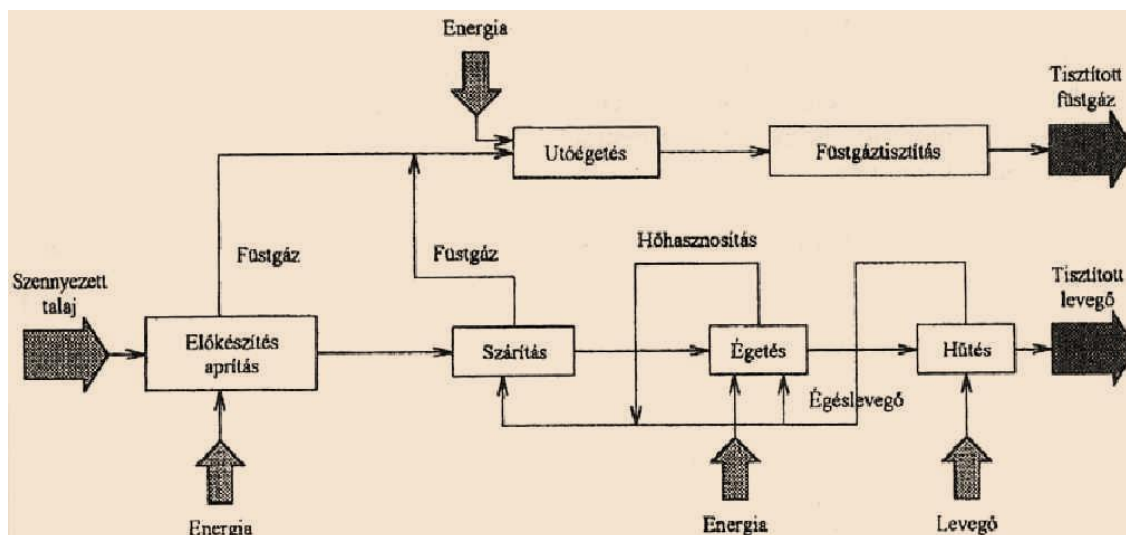 Energia
Tisztított
füstgáz
Utóégetés
Füstgáztisztítás
Füstgáz
Füstgáz
Hőhasznosítás
Szennyezett
talaj
Tisztított
levegő
Előkészítés
aprítás
Szárítás
Égetés
Hűtés
Égéslevegő
Energia
Energia
Levegő